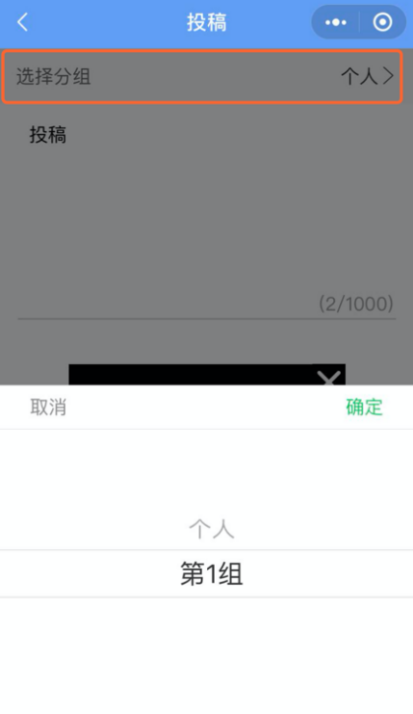 投稿
选择分组 个人
投稿
(2/1000)
取消 确定
个人
第1组